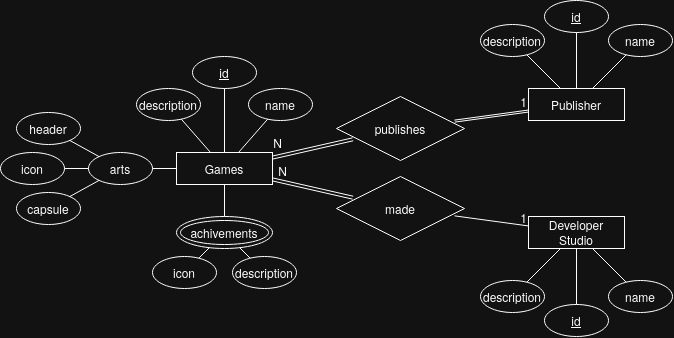 id
description
name
id
description
name
header
icon
arts
capsule
Games
achivements
icon
description
N
publishes
1
Publisher
N
made
1
Developer
Studio
description
name
id